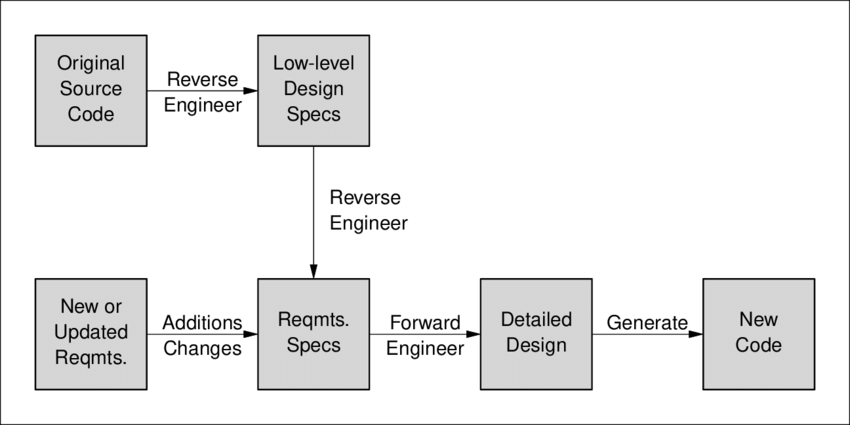 Original
Source
Code
Reverse
Engineer
Low-level
Design
Specs
Reverse
Engineer
New or
Updated
Reqmts.
Additions
Changes
Reqmts.
Specs
Forward
Engineer
Detailed
Design
Generate
New
Code